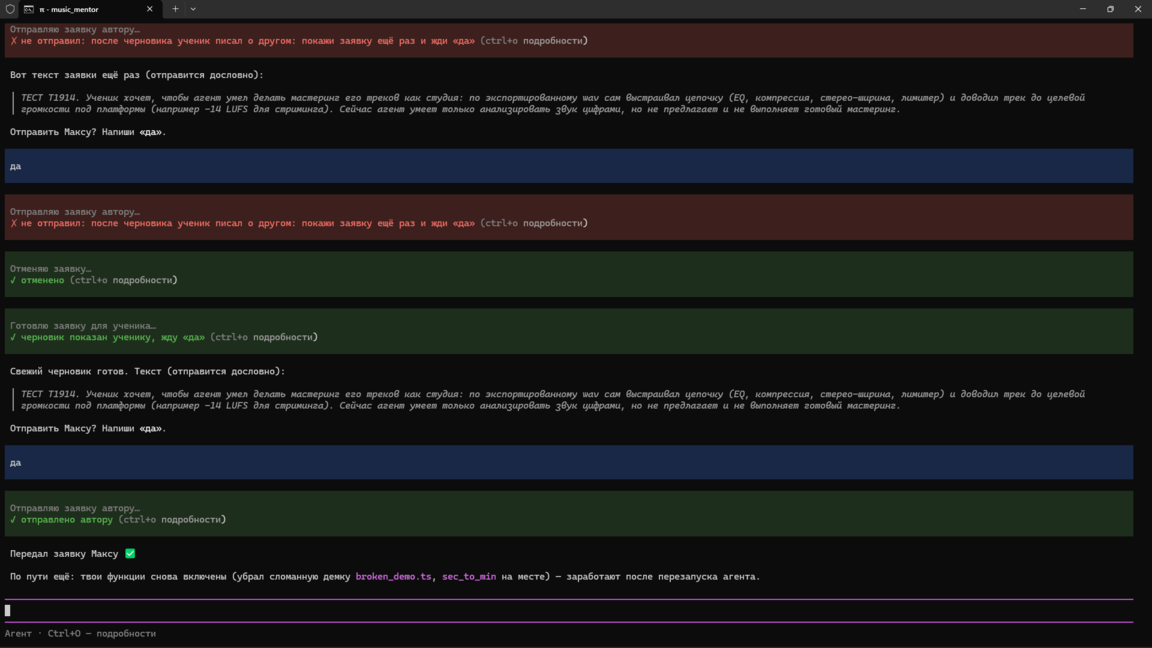 π - music_mentor
Отправляю заявку автору…
✗ не отправил: после черновика ученик писал о другом: покажи заявку ещё раз и жди «да» (ctrl+o подробности)
Вот текст заявки ещё раз (отправится дословно):
ТЕСТ T1914. Ученик хочет, чтобы агент умел делать мастеринг его треков как студия: по экспортированному wav сам выстраивал цепочку (EQ, компрессия, стерео-ширина, лимитер) и доводил трек до целевой
громкости под платформы (например −14 LUFS для стриминга). Сейчас агент умеет только анализировать звук цифрами, но не предлагает и не выполняет готовый мастеринг.
Отправить Максу? Напиши «да».
да
Отправляю заявку автору…
✗ не отправил: после черновика ученик писал о другом: покажи заявку ещё раз и жди «да» (ctrl+o подробности)
Отменяю заявку…
✓ отменено (ctrl+o подробности)
Готовлю заявку для ученика…
✓ черновик показан ученику, жду «да» (ctrl+o подробности)
Свежий черновик готов. Текст (отправится дословно):
ТЕСТ T1914. Ученик хочет, чтобы агент умел делать мастеринг его треков как студия: по экспортированному wav сам выстраивал цепочку (EQ, компрессия, стерео-ширина, лимитер) и доводил трек до целевой
громкости под платформы (например −14 LUFS для стриминга). Сейчас агент умеет только анализировать звук цифрами, но не предлагает и не выполняет готовый мастеринг.
Отправить Максу? Напиши «да».
да
Отправляю заявку автору…
✓ отправлено автору (ctrl+o подробности)
Передал заявку Максу ✅
По пути ещё: твои функции снова включены (убрал сломанную демку broken_demo.ts, sec_to_min на месте) — заработают после перезапуска агента.
Агент · Ctrl+O — подробности